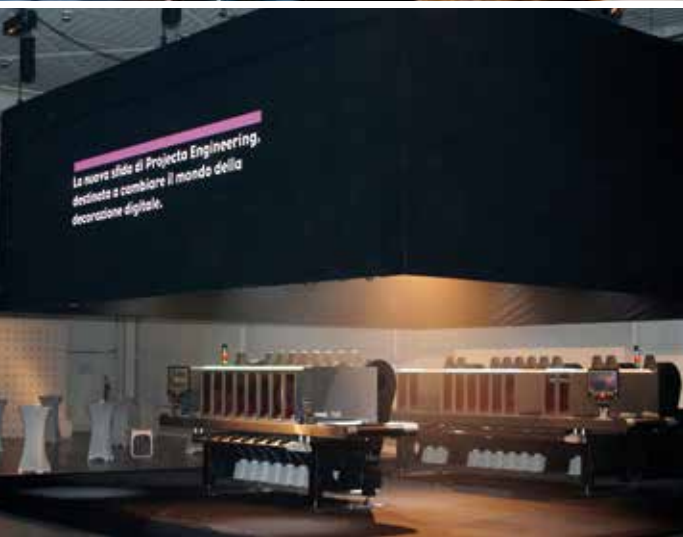 La nuova sfida di Projecta Engineering,
destinata a cambiare il mondo della
decorazione digitale.